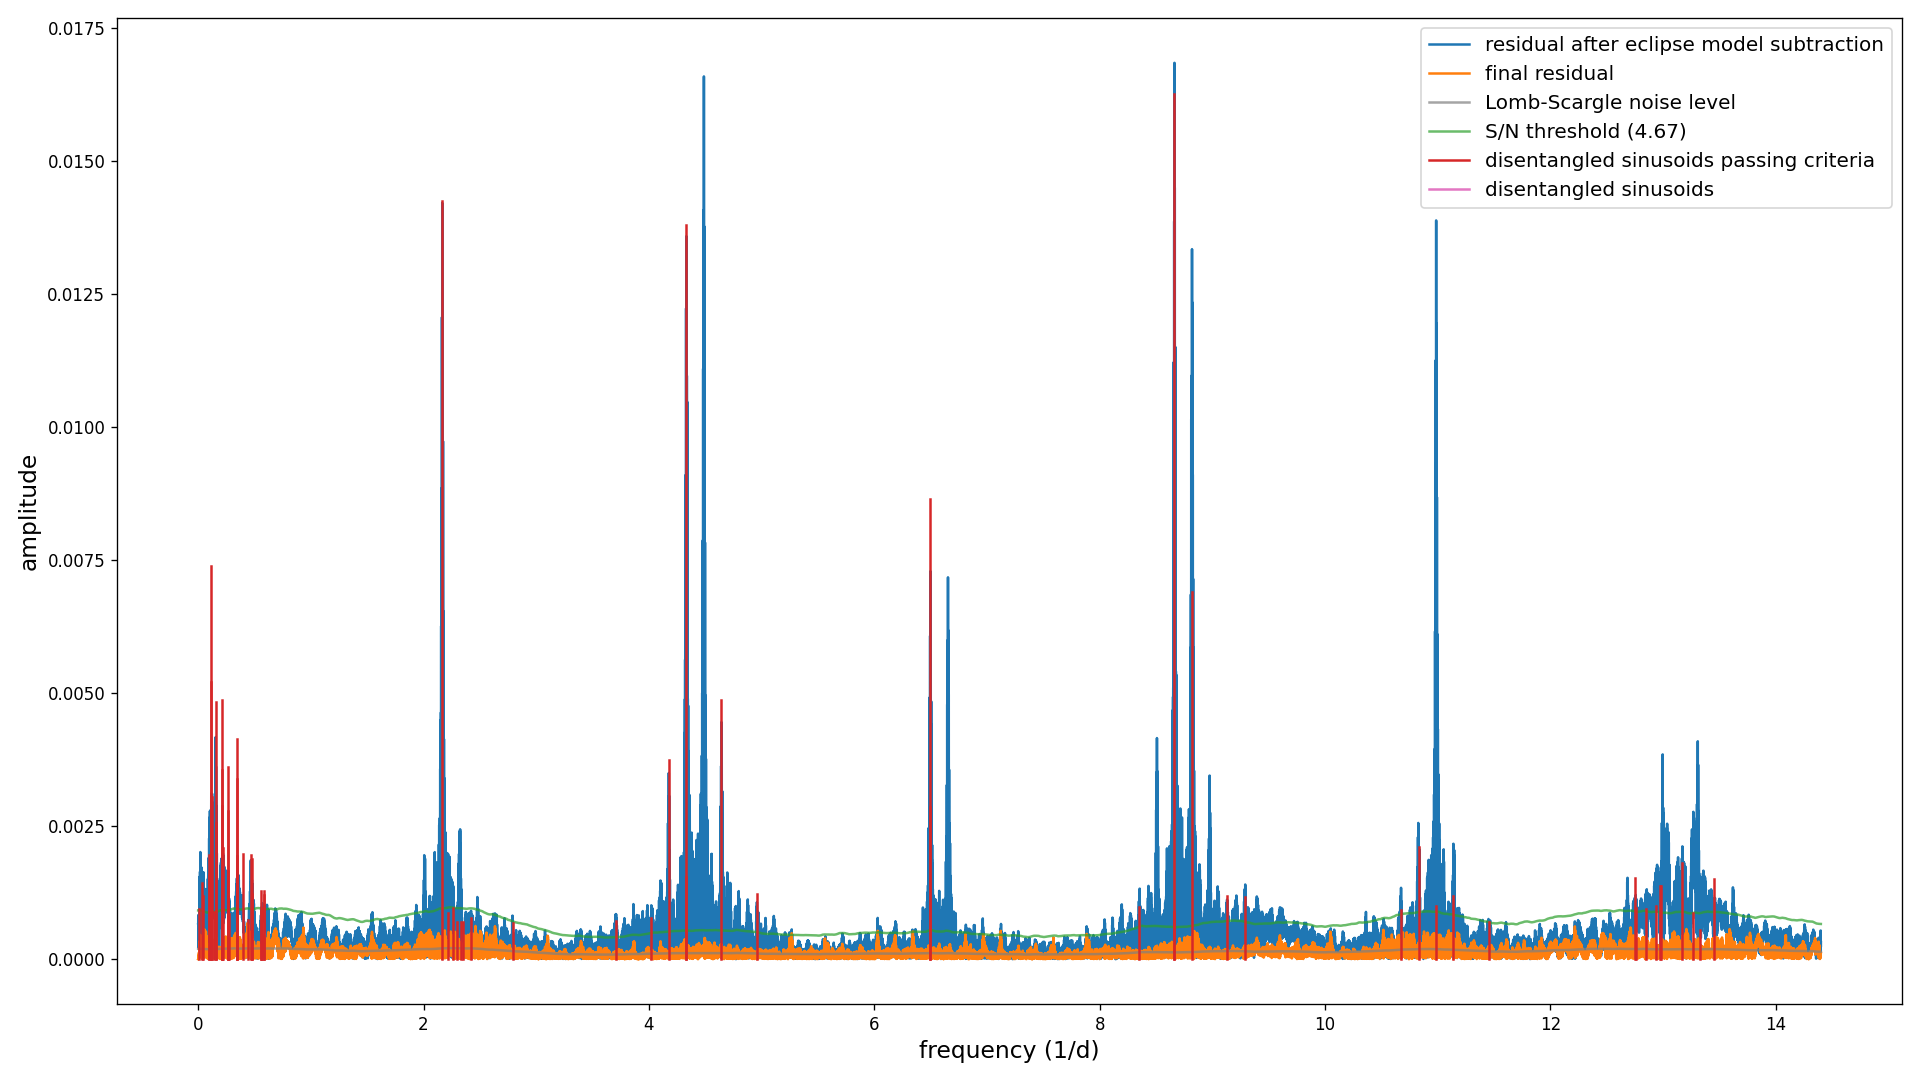 0.0175
0.0150
0.0125
0.0100
0.0075
0.0050
0.0025
0.0000
amplitude
residual after eclipse model subtraction
final residual
Lomb-Scargle noise level
S/N threshold (4.67)
disentangled sinusoids passing criteria
disentangled sinusoids
0 2 4 6 8 10 12 14
frequency (1/d)